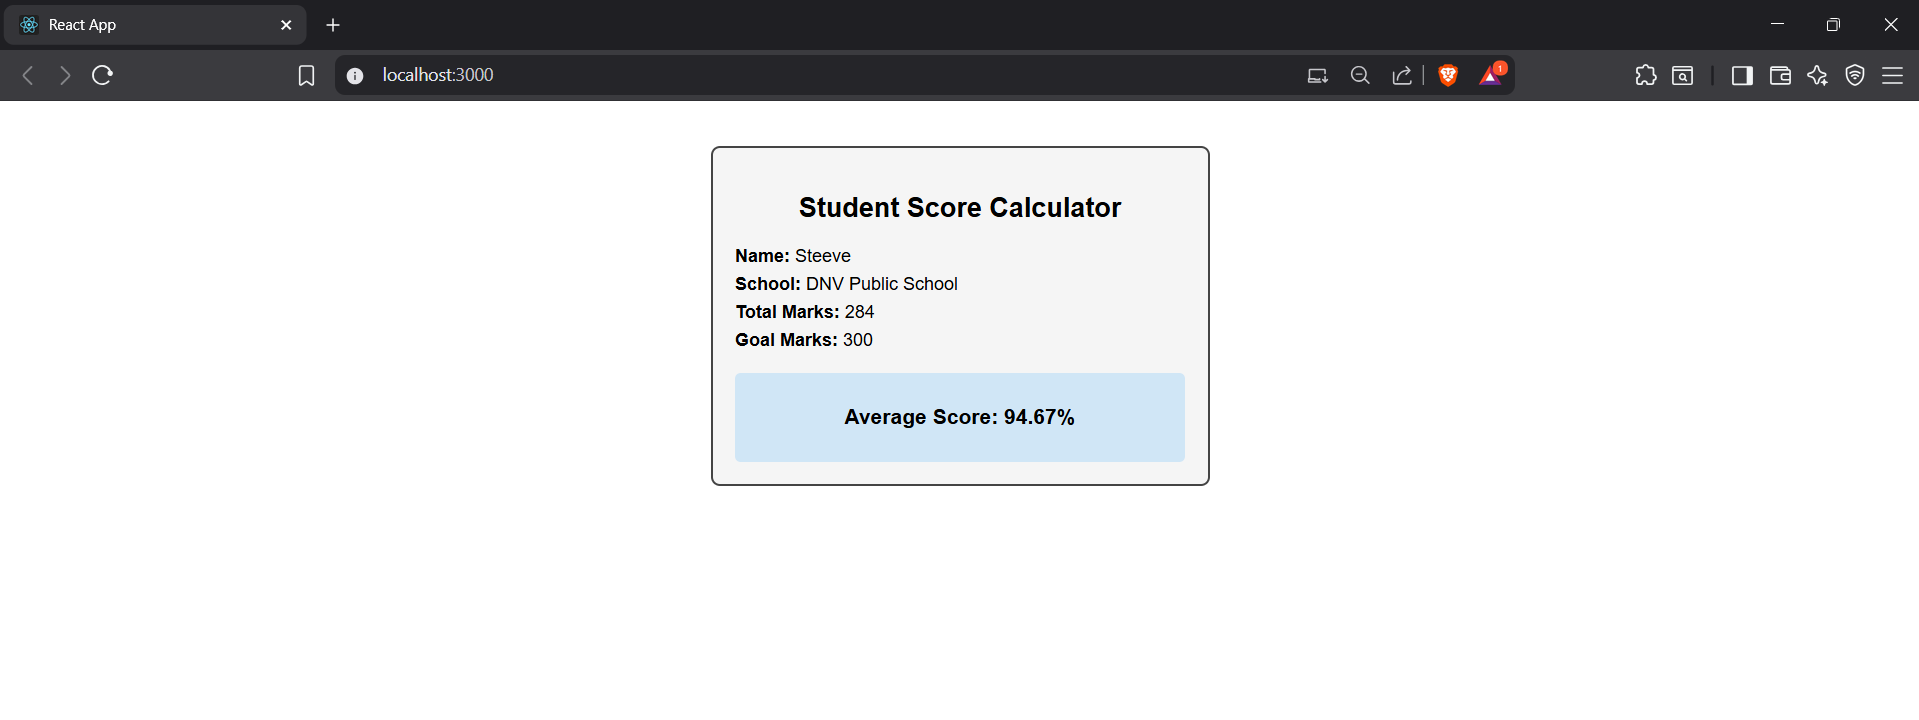 React App
localhost:3000
1
Student Score Calculator
Name: Steeve
School: DNV Public School
Total Marks: 284
Goal Marks: 300
Average Score: 94.67%